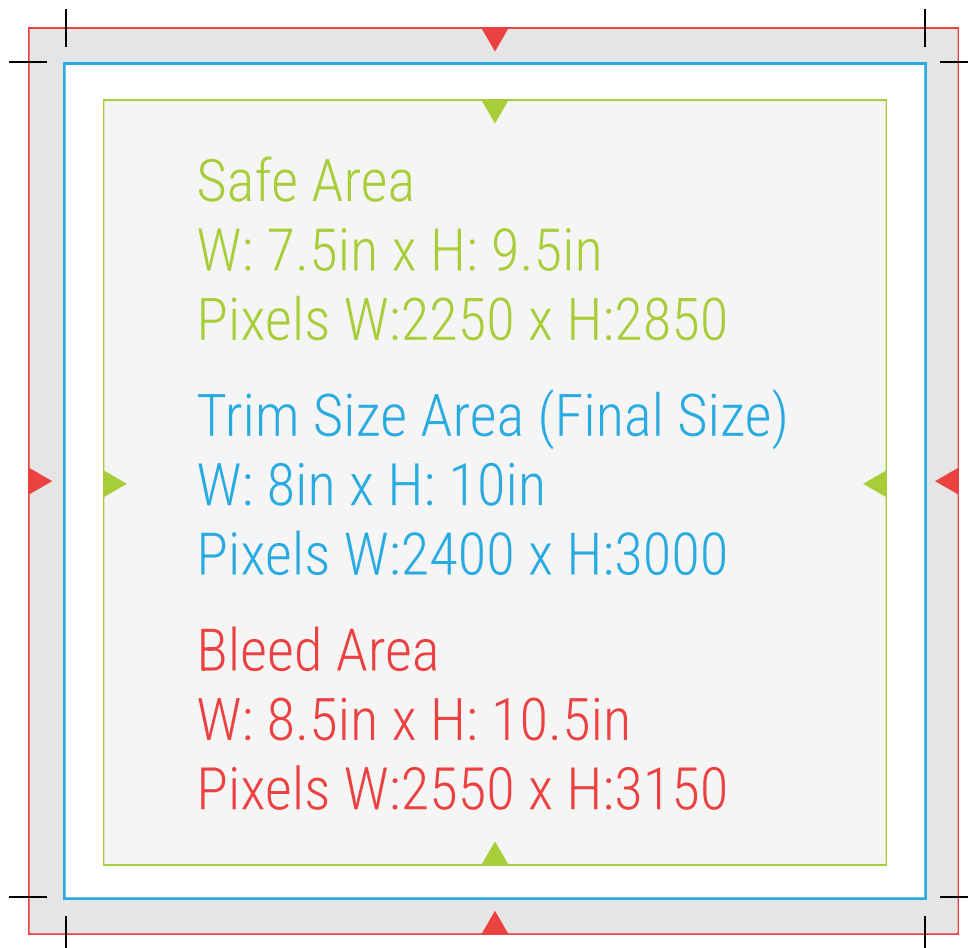 Safe Area
W: 7.5in x H: 9.5in
Pixels W:2250 x H:2850
Trim Size Area (Final Size)
W: 8in x H: 10in
Pixels W:2400 x H:3000
Bleed Area
W: 8.5in x H: 10.5in
Pixels W:2550 x H:3150